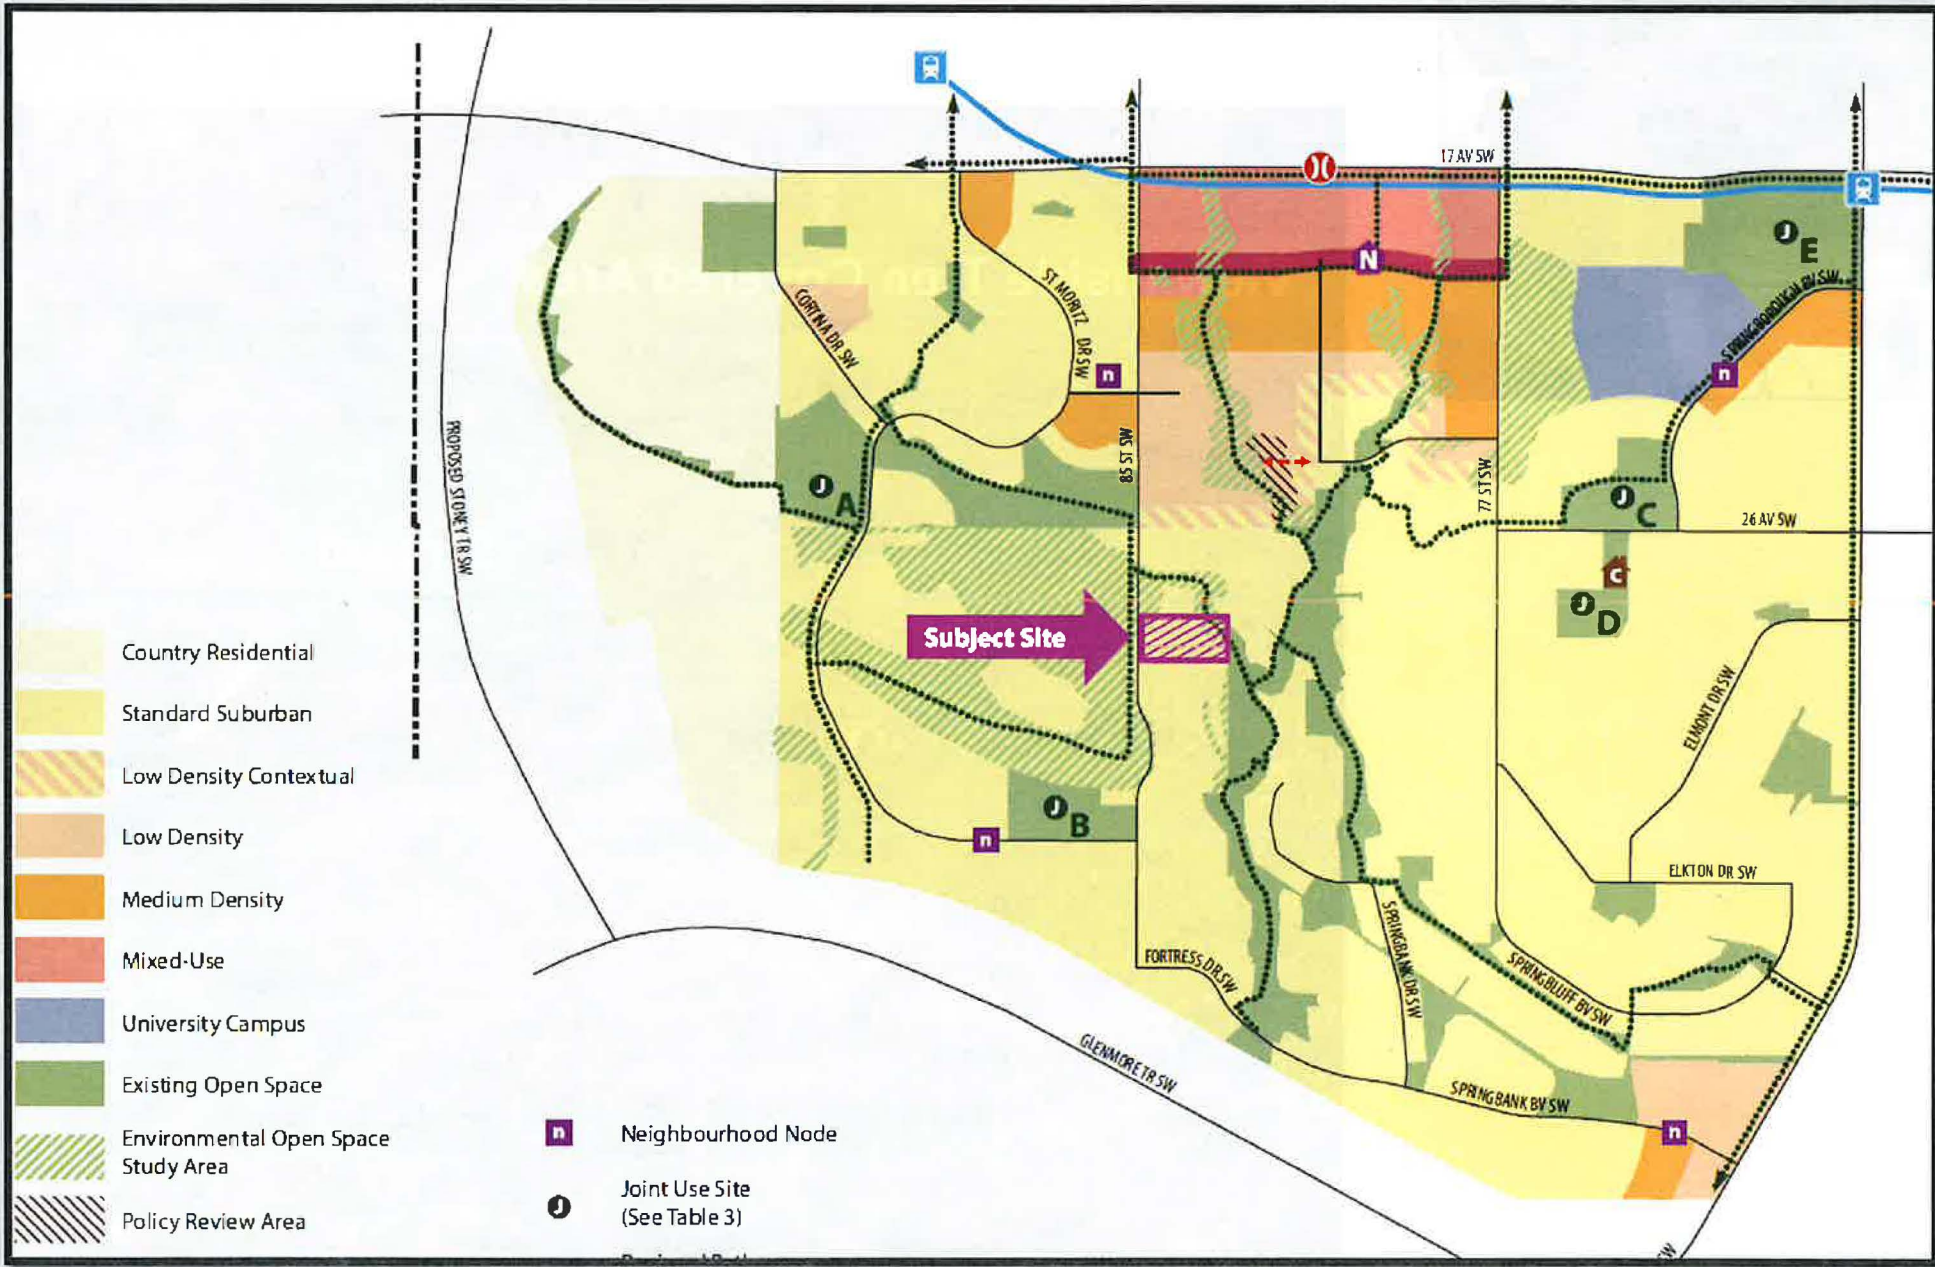 17 AV SW
N
J
E
CORTINA DR SW
ST MORITZ DR SW
SPRINGBOROUGH BV SW
n
n
85 ST SW
77 ST SW
PROPOSED STONEY TR SW
J
A
J
C
26 AV SW
C
J
D
Subject Site
Country Residential
Standard Suburban
Low Density Contextual
Low Density
Medium Density
Mixed-Use
University Campus
Existing Open Space
Environmental Open Space
Study Area
Policy Review Area
ELMONT DR SW
J
B
n
ELKTON DR SW
FORTRESS DR SW
SPRINGBANK DR SW
SPRINGBLUFF BV SW
GLENMORE TR SW
SPRINGBANK BV SW
n
n
Neighbourhood Node
J
Joint Use Site
(See Table 3)
SW